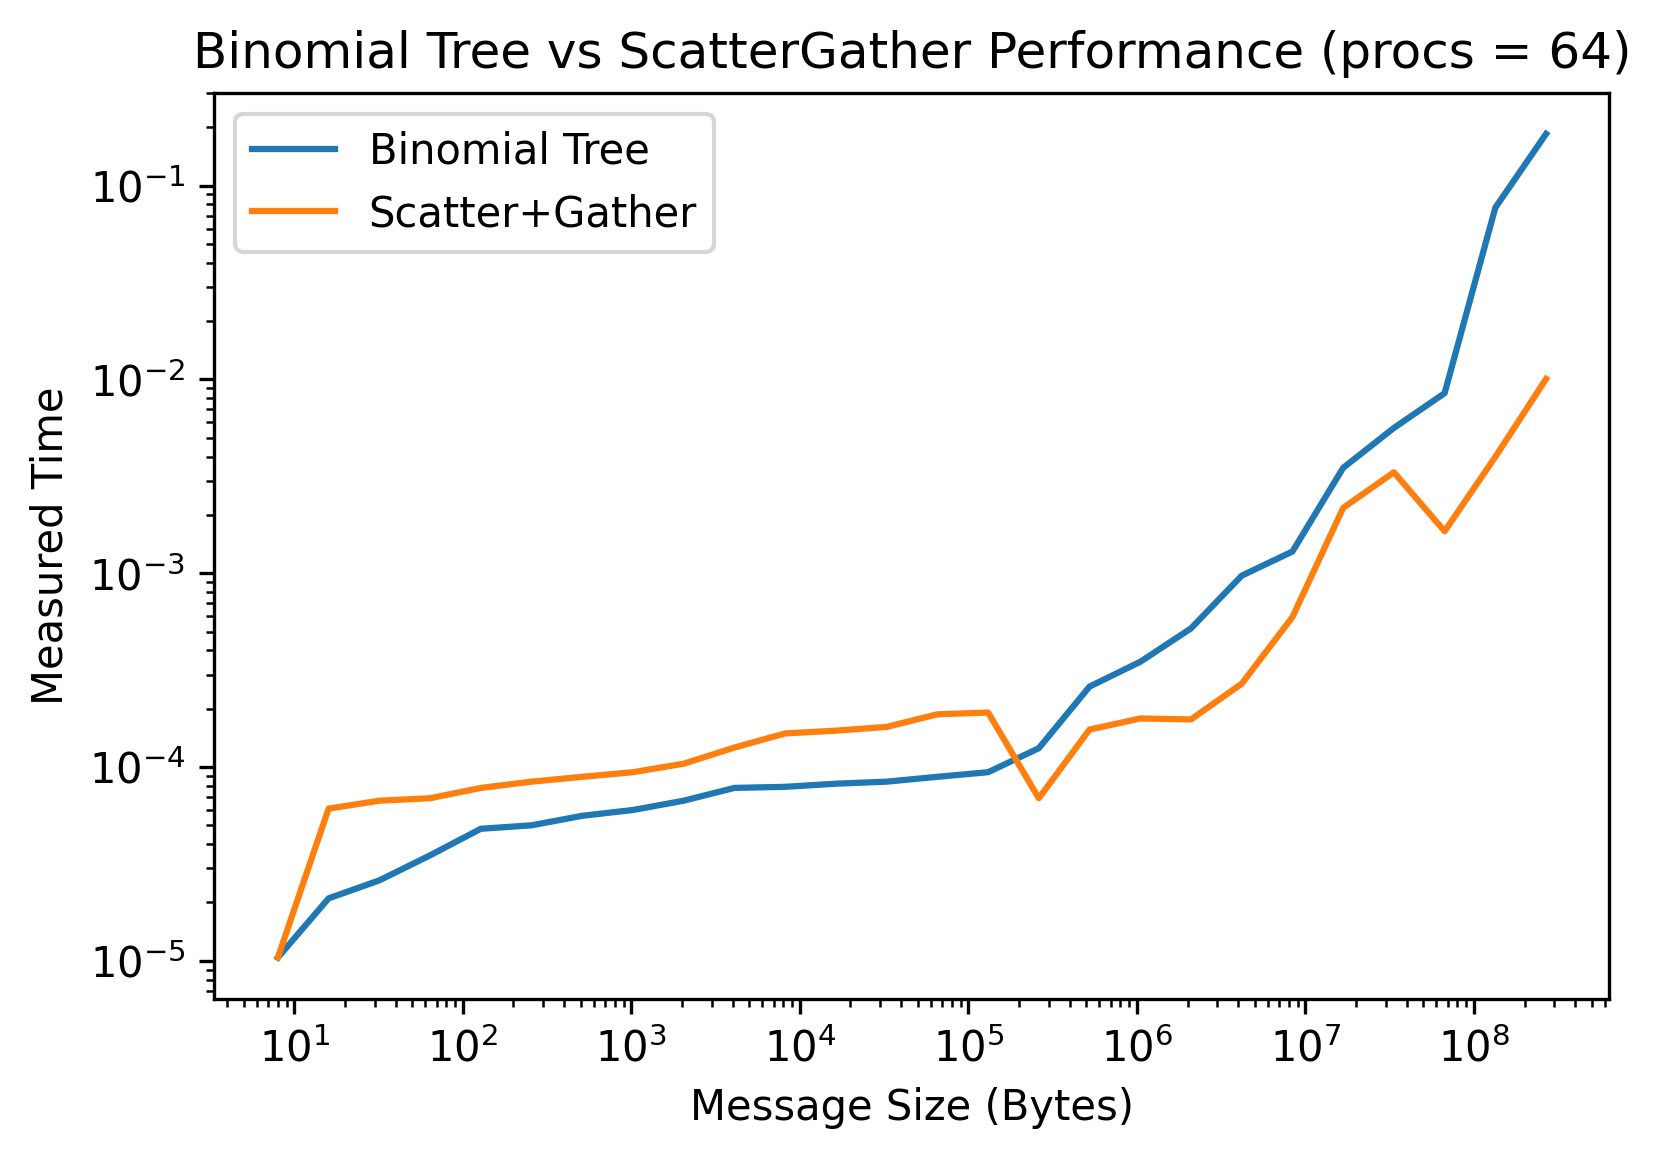 Binomial Tree vs ScatterGather Performance (procs = 64)
Binomial Tree
Scatter+Gather
Measured Time
10⁻¹
10⁻²
10⁻³
10⁻⁴
10⁻⁵
10¹ 10² 10³ 10⁴ 10⁵ 10⁶ 10⁷ 10⁸
Message Size (Bytes)